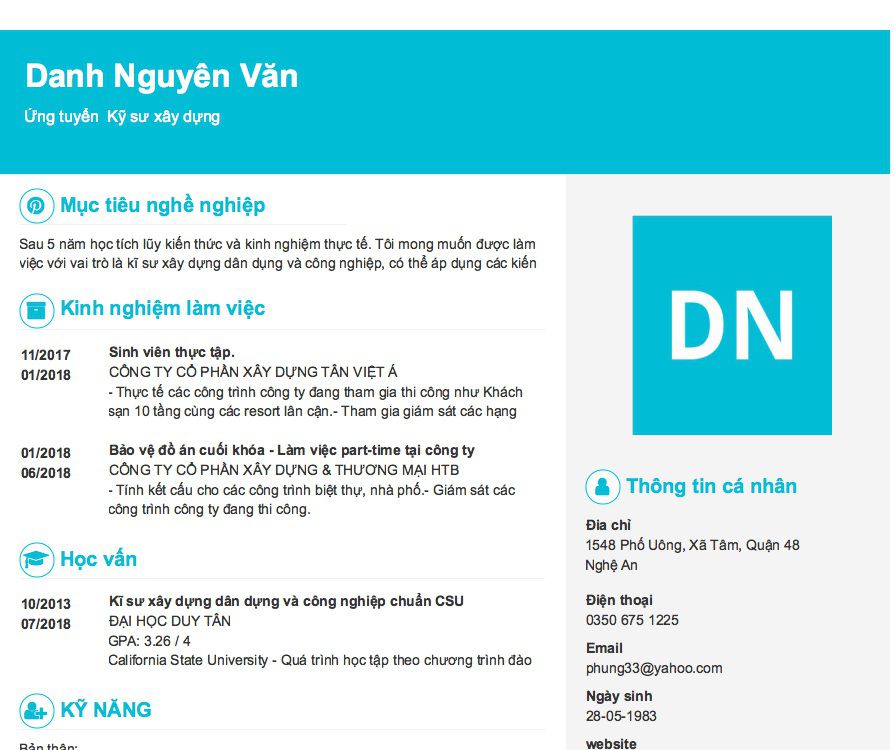 Danh Nguyên Văn
Ứng tuyển Kỹ sư xây dựng
Mục tiêu nghề nghiệp
Sau 5 năm học tích lũy kiến thức và kinh nghiệm thực tế. Tôi mong muốn được làm
việc với vai trò là kĩ sư xây dựng dân dụng và công nghiệp, có thể áp dụng các kiến
Kinh nghiệm làm việc
11/2017
01/2018
Sinh viên thực tập.
CÔNG TY CỔ PHẦN XÂY DỰNG TÂN VIỆT Á
- Thực tế các công trình công ty đang tham gia thi công như Khách
sạn 10 tầng cùng các resort lân cận.- Tham gia giám sát các hạng
01/2018
06/2018
Bảo vệ đồ án cuối khóa - Làm việc part-time tại công ty
CÔNG TY CỔ PHẦN XÂY DỰNG & THƯƠNG MẠI HTB
- Tính kết cấu cho các công trình biệt thự, nhà phố.- Giám sát các
công trình công ty đang thi công.
Học vấn
10/2013
07/2018
Kĩ sư xây dựng dân dựng và công nghiệp chuẩn CSU
ĐẠI HỌC DUY TÂN
GPA: 3.26 / 4
California State University - Quá trình học tập theo chương trình đào
KỸ NĂNG
Bản thân:
DN
Thông tin cá nhân
Địa chỉ
1548 Phố Uông, Xã Tâm, Quận 48
Nghệ An
Điện thoại
0350 675 1225
Email
phung33@yahoo.com
Ngày sinh
28-05-1983
website